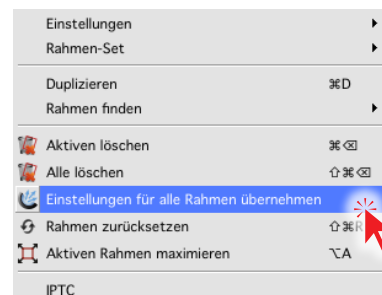 Einstellungen
Rahmen-Set
Duplizieren ⌘D
Rahmen finden
Aktiven löschen ⌘⌫
Alle löschen ⇧⌘⌫
Einstellungen für alle Rahmen übernehmen
Rahmen zurücksetzen ⇧⌘R
Aktiven Rahmen maximieren ⌥A
IPTC